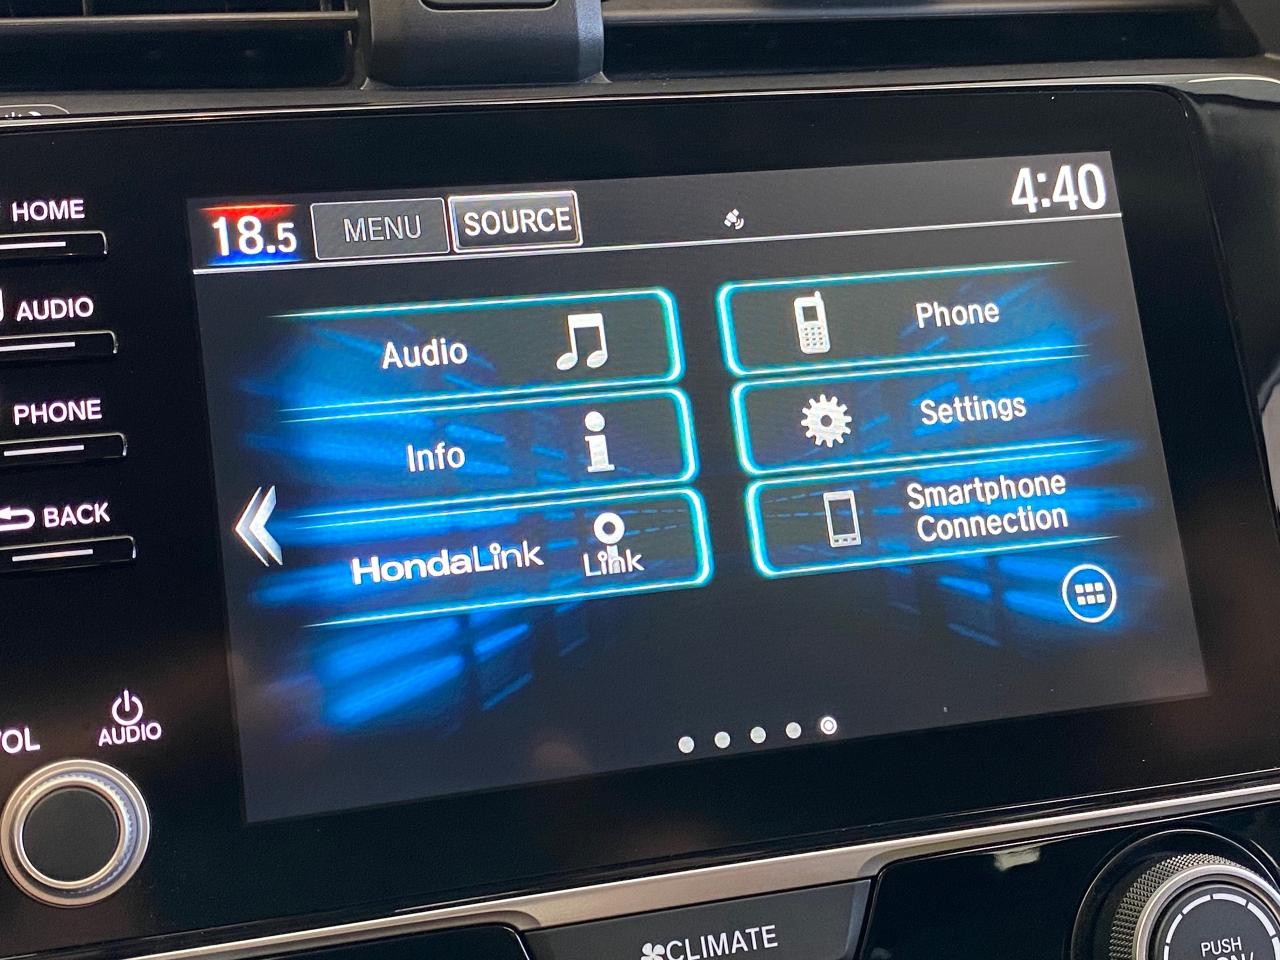 HOME
AUDIO
PHONE
BACK
AUDIO
18.5
MENU
SOURCE
4:40
Audio
Phone
Info
Settings
HondaLink
Link
Smartphone
Connection
CLIMATE
PUSH